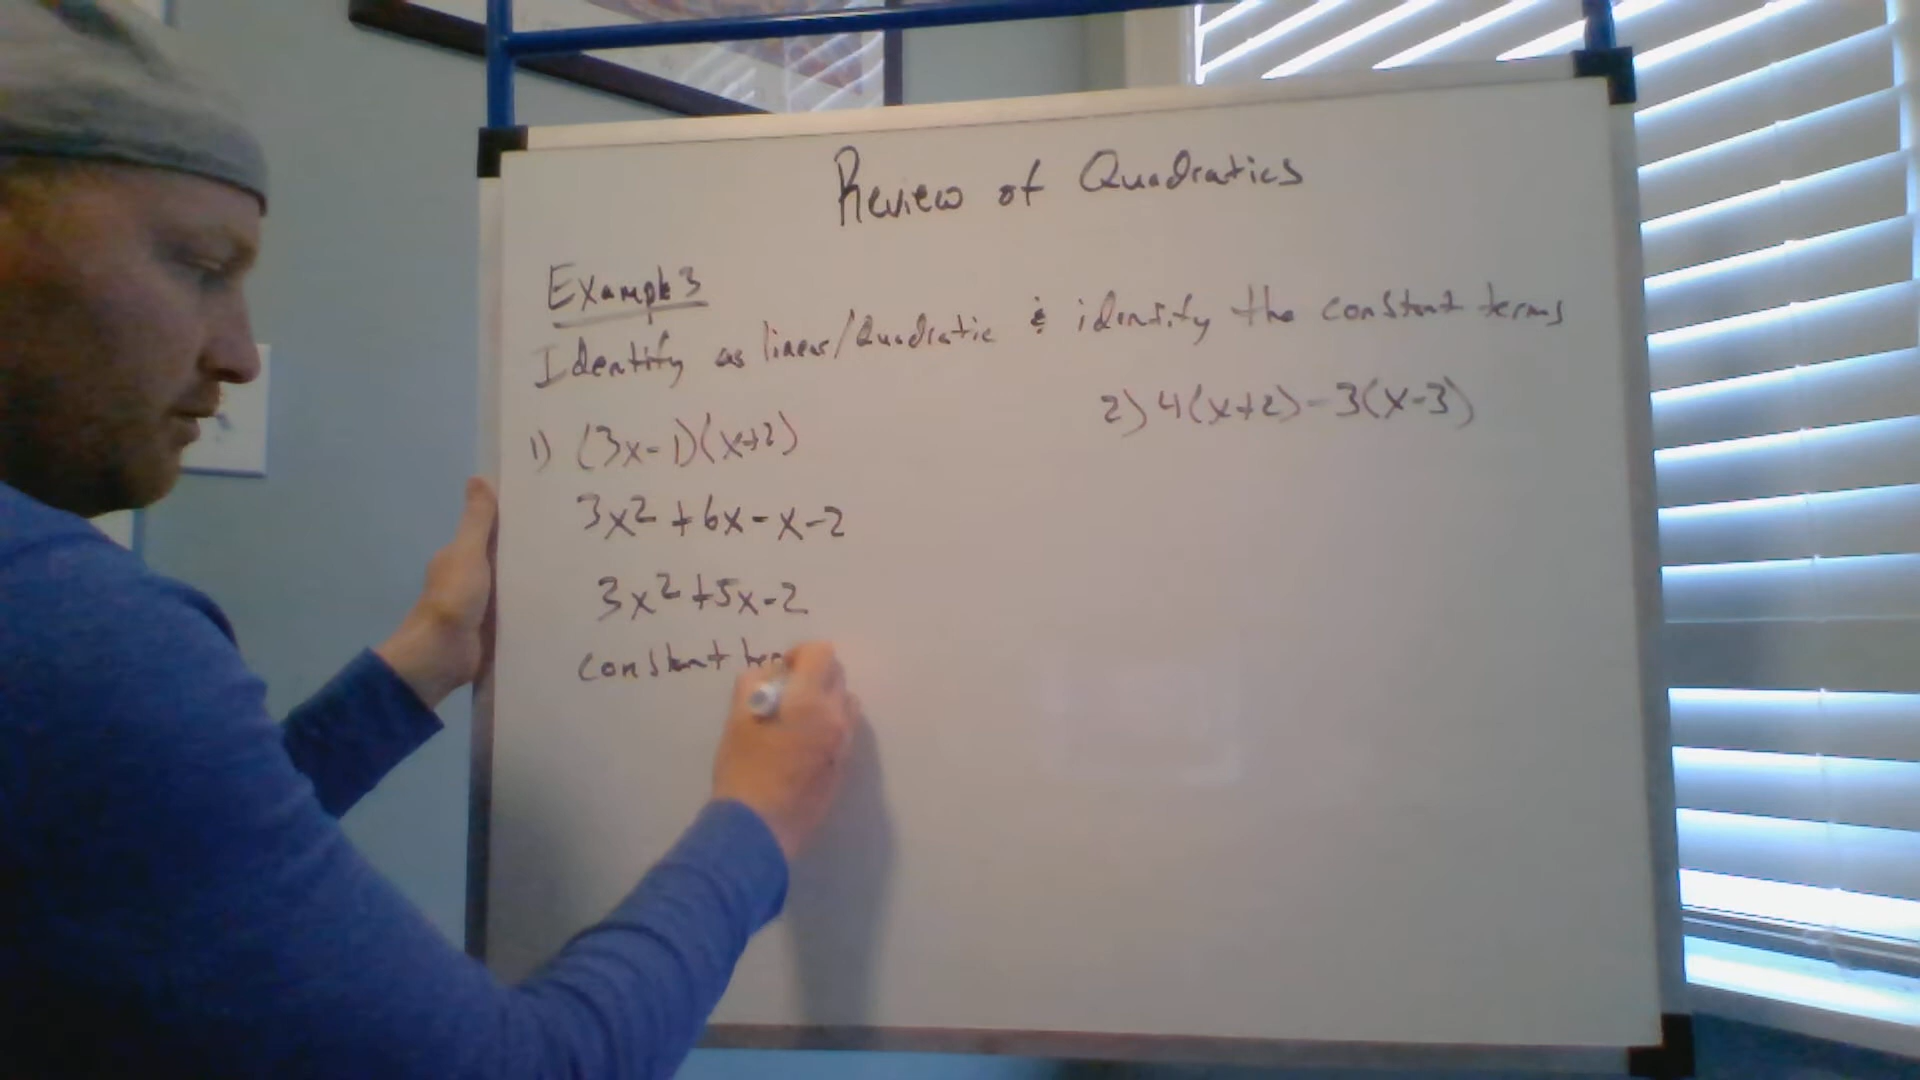 Review of Quadratics
Example 3
Identify as linear/Quadratic & identify the constant terms
1) (3x-1)(x+2)
2) 4(x+2)-3(x-3)
3x² +6x-x-2
3x²+5x-2
constant